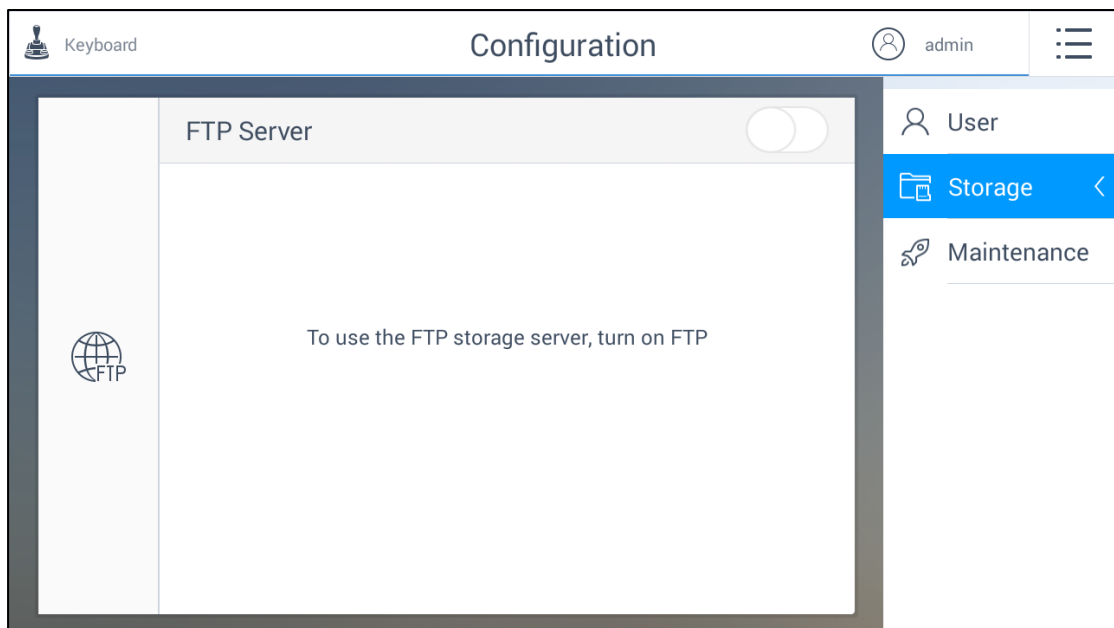 Keyboard
Configuration
admin
FTP Server
User
Storage
Maintenance
To use the FTP storage server, turn on FTP
FTP